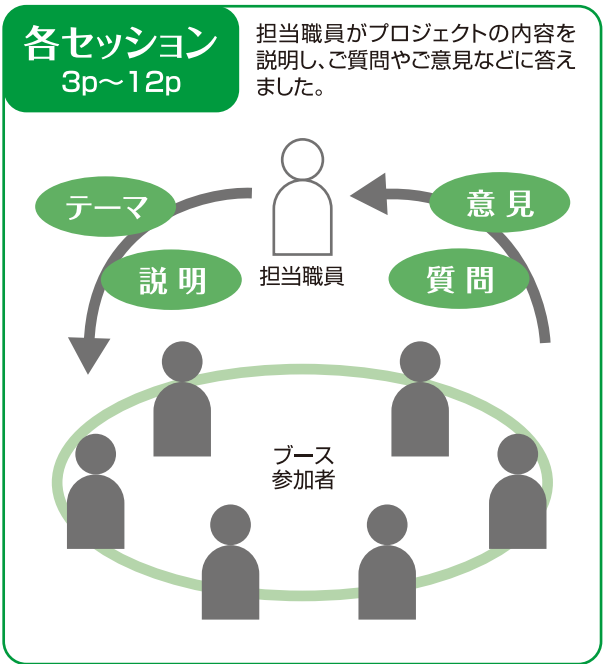 各セッション
3p〜12p
担当職員がプロジェクトの内容を
説明し、ご質問やご意見などに答え
ました。
テーマ
意見
説明
担当職員
質問
ブース
参加者